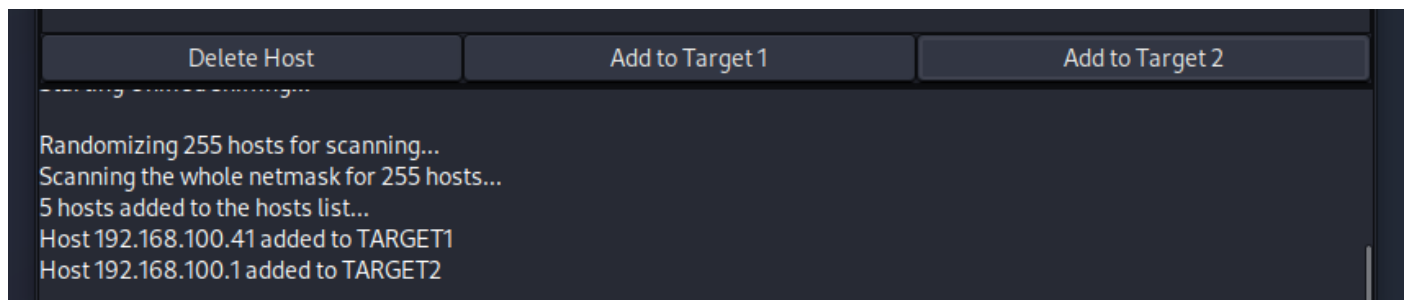 Delete Host
Add to Target 1
Add to Target 2
Randomizing 255 hosts for scanning...
Scanning the whole netmask for 255 hosts...
5 hosts added to the hosts list...
Host 192.168.100.41 added to TARGET1
Host 192.168.100.1 added to TARGET2